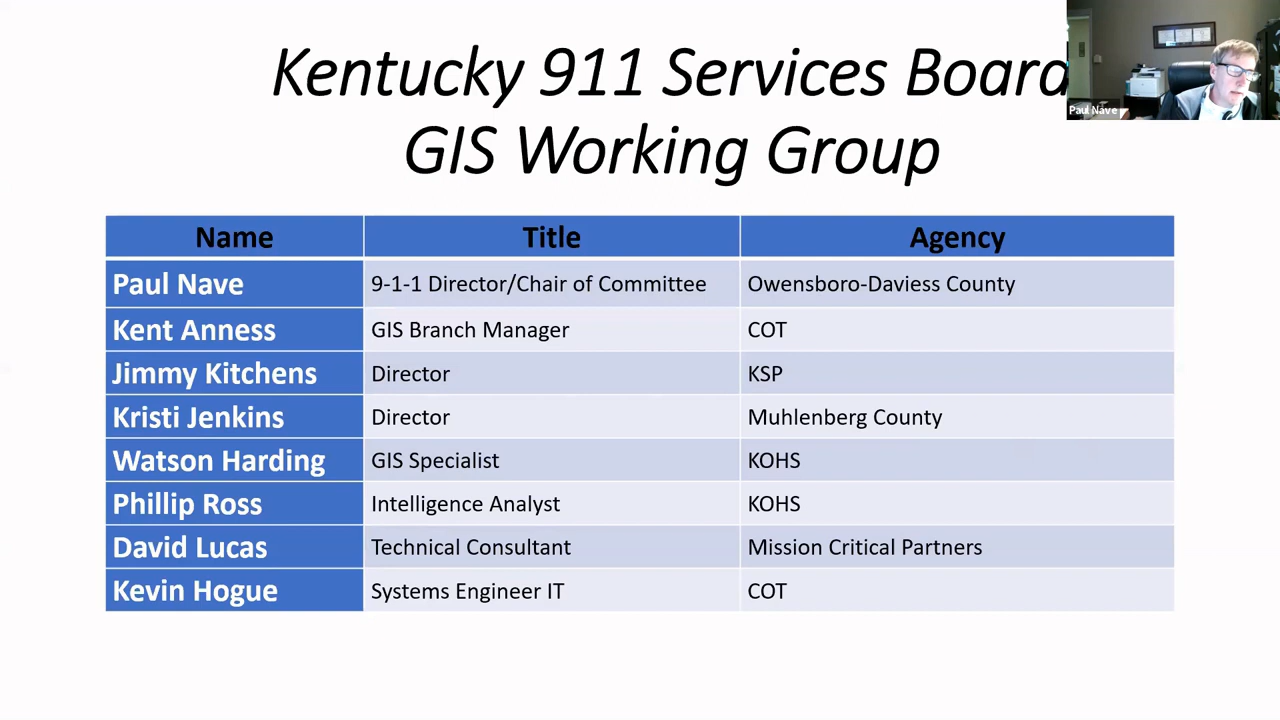 Kentucky 911 Services Board
GIS Working Group
Paul Nave
Name Title Agency
Paul Nave 9-1-1 Director/Chair of Committee Owensboro-Daviess County
Kent Anness GIS Branch Manager COT
Jimmy Kitchens Director KSP
Kristi Jenkins Director Muhlenberg County
Watson Harding GIS Specialist KOHS
Phillip Ross Intelligence Analyst KOHS
David Lucas Technical Consultant Mission Critical Partners
Kevin Hogue Systems Engineer IT COT